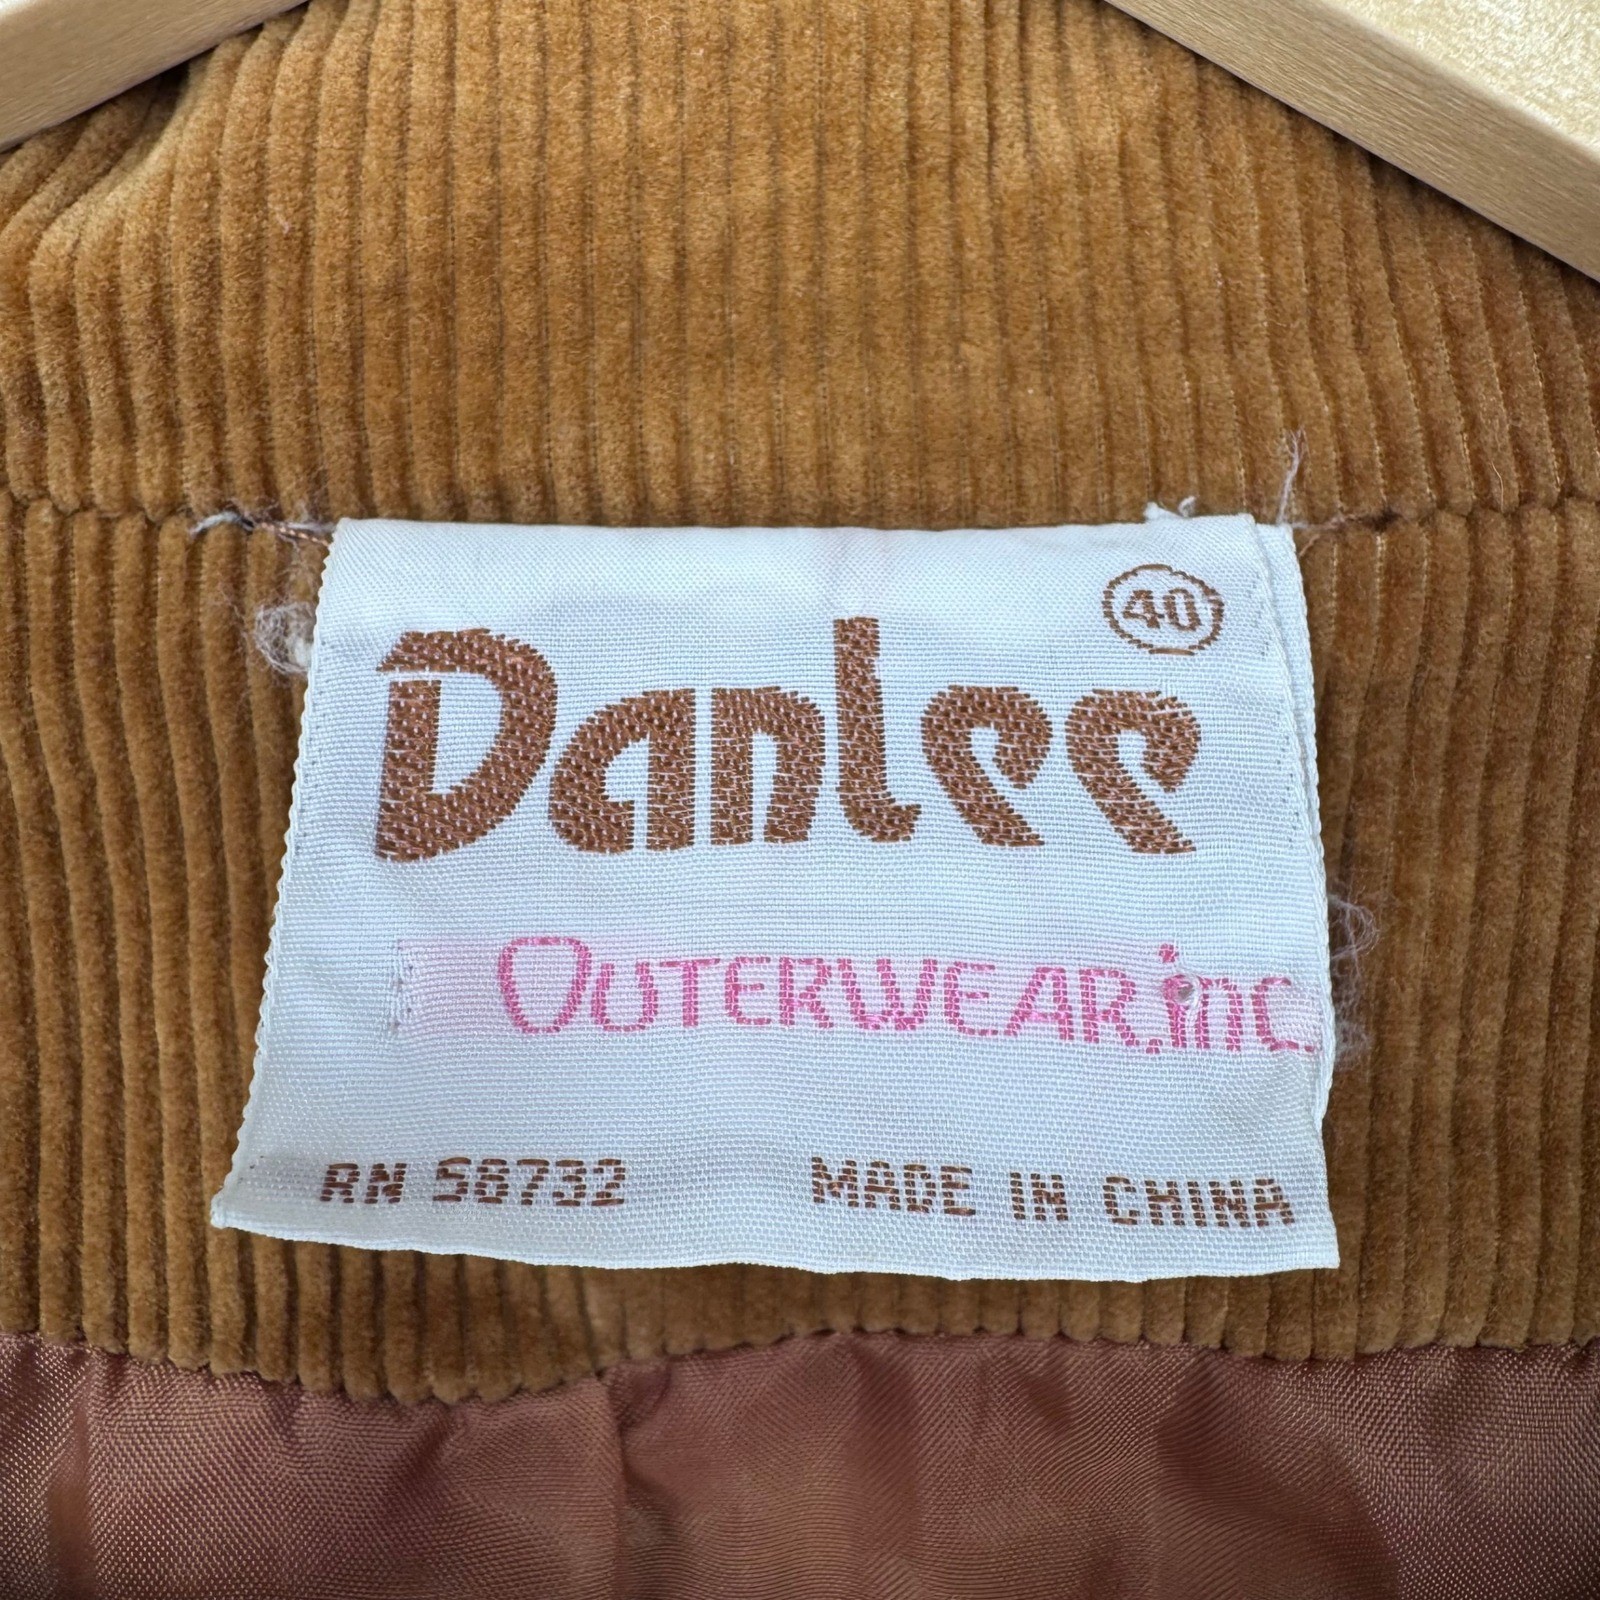 40
Danlee
OUTERWEAR, inc.
RN 58732 MADE IN CHINA